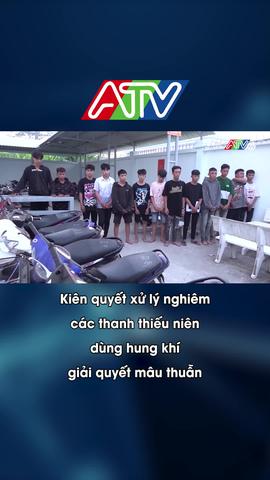 ATV
ATV
Kiên quyết xử lý nghiêm
các thanh thiếu niên
dùng hung khí
giải quyết mâu thuẫn